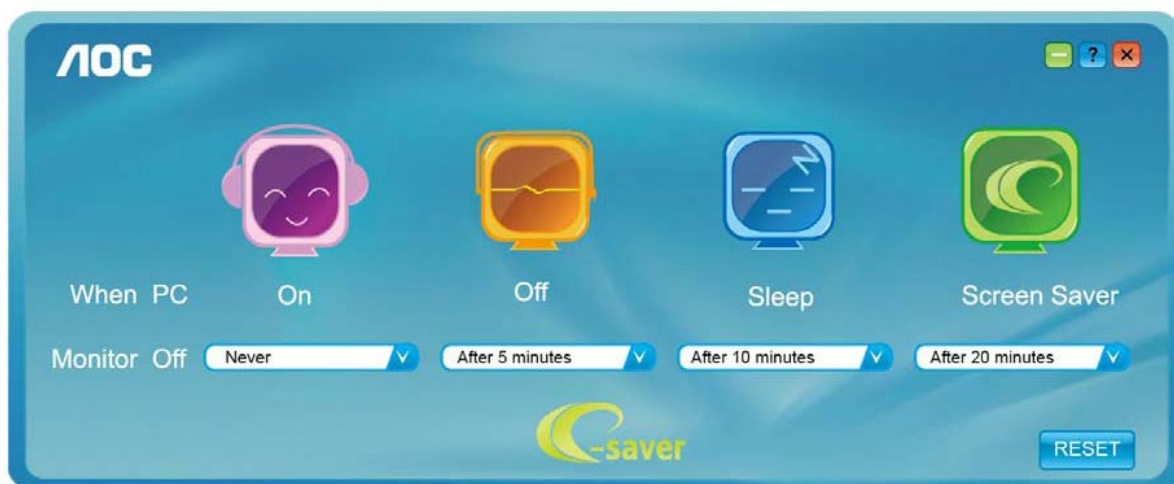 AOC
?
When PC On Off Sleep Screen Saver
Monitor Off Never After 5 minutes After 10 minutes After 20 minutes
e-saver
RESET